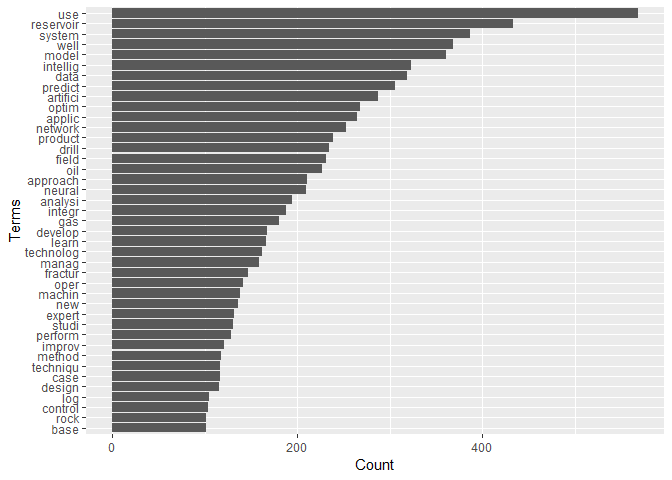 use
reservoir
system
well
model
intellig
data
predict
artifici
optim
applic
network
product
drill
field
oil
approach
neural
analysi
integr
gas
develop
learn
technolog
manag
fractur
oper
machin
new
expert
studi
perform
improv
method
techniqu
case
design
log
control
rock
base
Terms
0 200 400
Count